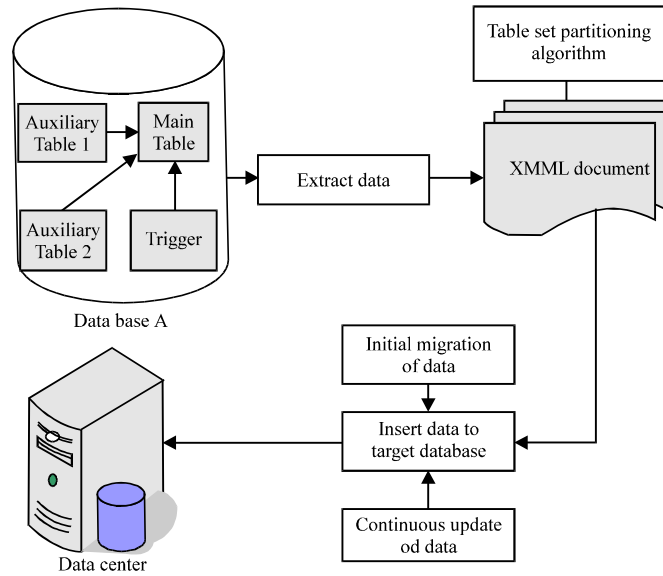 Table set partitioning
algorithm
Auxiliary
Table 1
Main
Table
Extract data
XMML document
Auxiliary
Table 2
Trigger
Data base A
Initial migration
of data
Insert data to
target database
Continuous update
od data
Data center